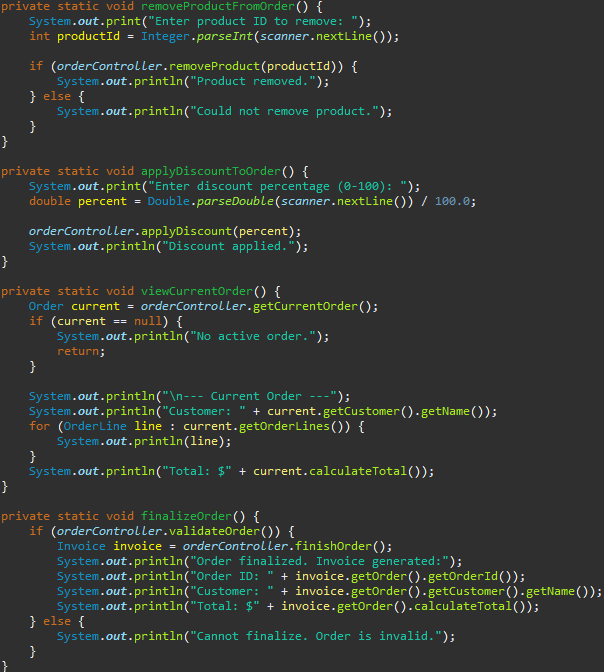 private static void removeProductFromOrder() {
    System.out.print("Enter product ID to remove: ");
    int productId = Integer.parseInt(scanner.nextLine());

    if (orderController.removeProduct(productId)) {
        System.out.println("Product removed.");
    } else {
        System.out.println("Could not remove product.");
    }
}

private static void applyDiscountToOrder() {
    System.out.print("Enter discount percentage (0-100): ");
    double percent = Double.parseDouble(scanner.nextLine()) / 100.0;

    orderController.applyDiscount(percent);
    System.out.println("Discount applied.");
}

private static void viewCurrentOrder() {
    Order current = orderController.getCurrentOrder();
    if (current == null) {
        System.out.println("No active order.");
        return;
    }

    System.out.println("\n--- Current Order ---");
    System.out.println("Customer: " + current.getCustomer().getName());
    for (OrderLine line : current.getOrderLines()) {
        System.out.println(line);
    }
    System.out.println("Total: $" + current.calculateTotal());
}

private static void finalizeOrder() {
    if (orderController.validateOrder()) {
        Invoice invoice = orderController.finishOrder();
        System.out.println("Order finalized. Invoice generated:");
        System.out.println("Order ID: " + invoice.getOrder().getOrderId());
        System.out.println("Customer: " + invoice.getOrder().getCustomer().getName());
        System.out.println("Total: $" + invoice.getOrder().calculateTotal());
    } else {
        System.out.println("Cannot finalize. Order is invalid.");
    }
}